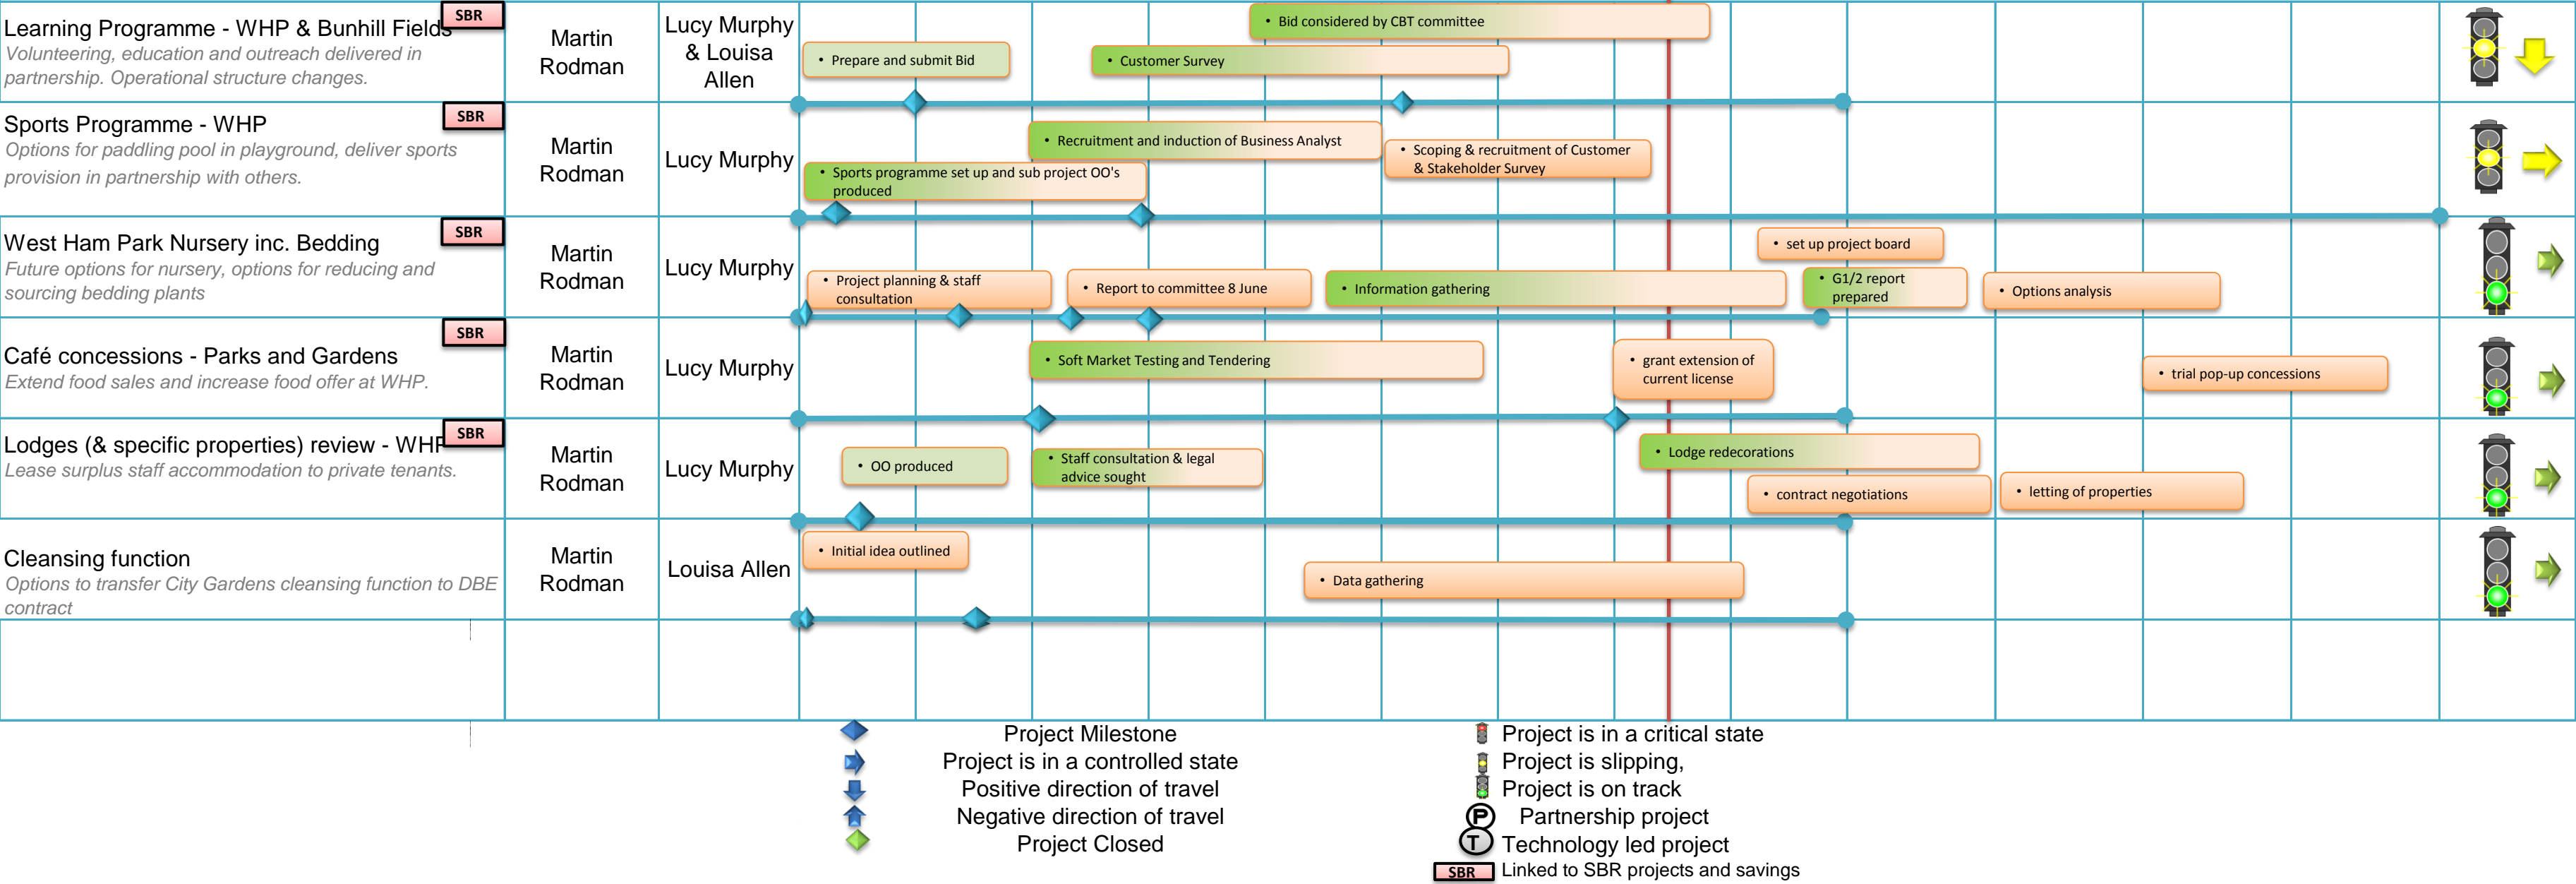 SBR
Learning Programme - WHP & Bunhill Fields
Volunteering, education and outreach delivered in
partnership. Operational structure changes.
Martin
Rodman
Lucy Murphy
& Louisa
Allen
• Bid considered by CBT committee
• Prepare and submit Bid
• Customer Survey
SBR
Sports Programme - WHP
Options for paddling pool in playground, deliver sports
provision in partnership with others.
Martin
Rodman
Lucy Murphy
• Recruitment and induction of Business Analyst
• Scoping & recruitment of Customer
& Stakeholder Survey
• Sports programme set up and sub project OO's
produced
SBR
West Ham Park Nursery inc. Bedding
Future options for nursery, options for reducing and
sourcing bedding plants
Martin
Rodman
Lucy Murphy
• set up project board
• Project planning & staff
consultation
• Report to committee 8 June
• Information gathering
• G1/2 report
prepared
• Options analysis
SBR
Café concessions - Parks and Gardens
Extend food sales and increase food offer at WHP.
Martin
Rodman
Lucy Murphy
• Soft Market Testing and Tendering
• grant extension of
current license
• trial pop-up concessions
SBR
Lodges (& specific properties) review - WHP
Lease surplus staff accommodation to private tenants.
Martin
Rodman
Lucy Murphy
• OO produced
• Staff consultation & legal
advice sought
• Lodge redecorations
• contract negotiations
• letting of properties
Cleansing function
Options to transfer City Gardens cleansing function to DBE
contract
Martin
Rodman
Louisa Allen
• Initial idea outlined
• Data gathering
Project Milestone
Project is in a controlled state
Positive direction of travel
Negative direction of travel
Project Closed
Project is in a critical state
Project is slipping,
Project is on track
P Partnership project
T Technology led project
SBR Linked to SBR projects and savings